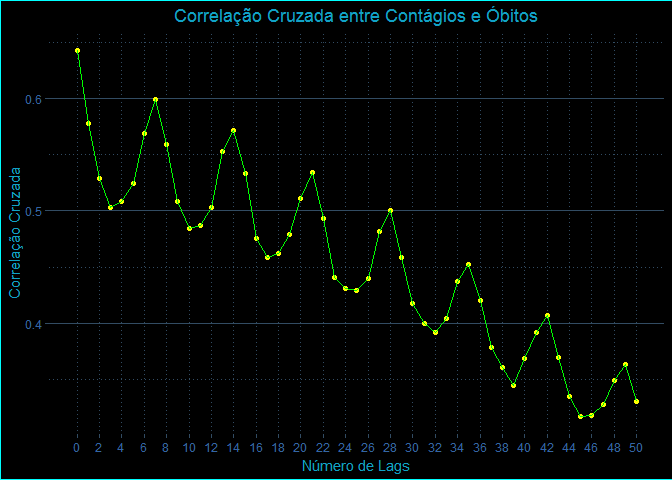 Correlação Cruzada entre Contágios e Óbitos
Correlação Cruzada
0.6
0.5
0.4
0 2 4 6 8 10 12 14 16 18 20 22 24 26 28 30 32 34 36 38 40 42 44 46 48 50
Número de Lags